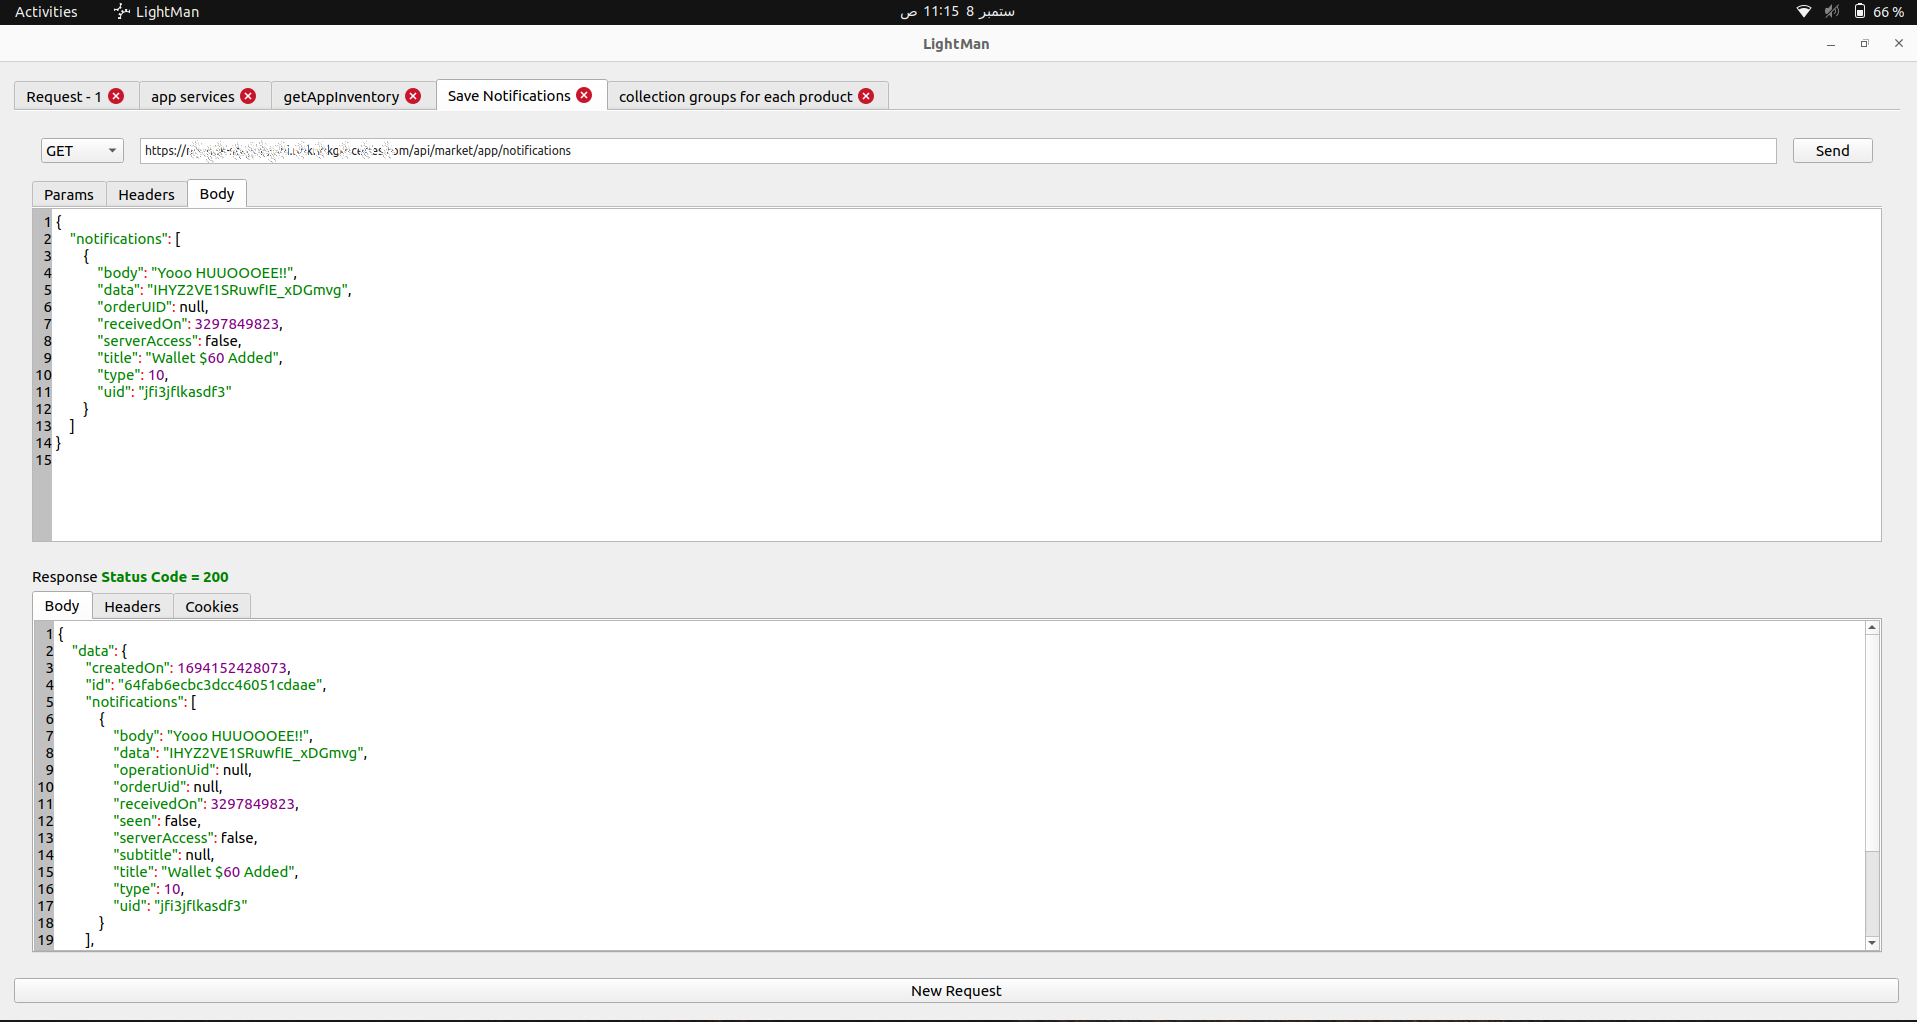 Activities LightMan ستمبر 8 11:15 ص 66 %
LightMan
Request - 1 app services getAppInventory Save Notifications collection groups for each product
GET https:// om/api/market/app/notifications Send
Params Headers Body
1 {
2 "notifications": [
3 {
4 "body": "Yooo HUUOOOEE!!",
5 "data": "IHYZ2VE1SRuwfIE_xDGmvg",
6 "orderUID": null,
7 "receivedOn": 3297849823,
8 "serverAccess": false,
9 "title": "Wallet $60 Added",
10 "type": 10,
11 "uid": "jfi3jflkasdf3"
12 }
13 ]
14 }
15
Response Status Code = 200
Body Headers Cookies
1 {
2 "data": {
3 "createdOn": 1694152428073,
4 "id": "64fab6ecbc3dcc46051cdaae",
5 "notifications": [
6 {
7 "body": "Yooo HUUOOOEE!!",
8 "data": "IHYZ2VE1SRuwfIE_xDGmvg",
9 "operationUid": null,
10 "orderUid": null,
11 "receivedOn": 3297849823,
12 "seen": false,
13 "serverAccess": false,
14 "subtitle": null,
15 "title": "Wallet $60 Added",
16 "type": 10,
17 "uid": "jfi3jflkasdf3"
18 }
19 ],
New Request